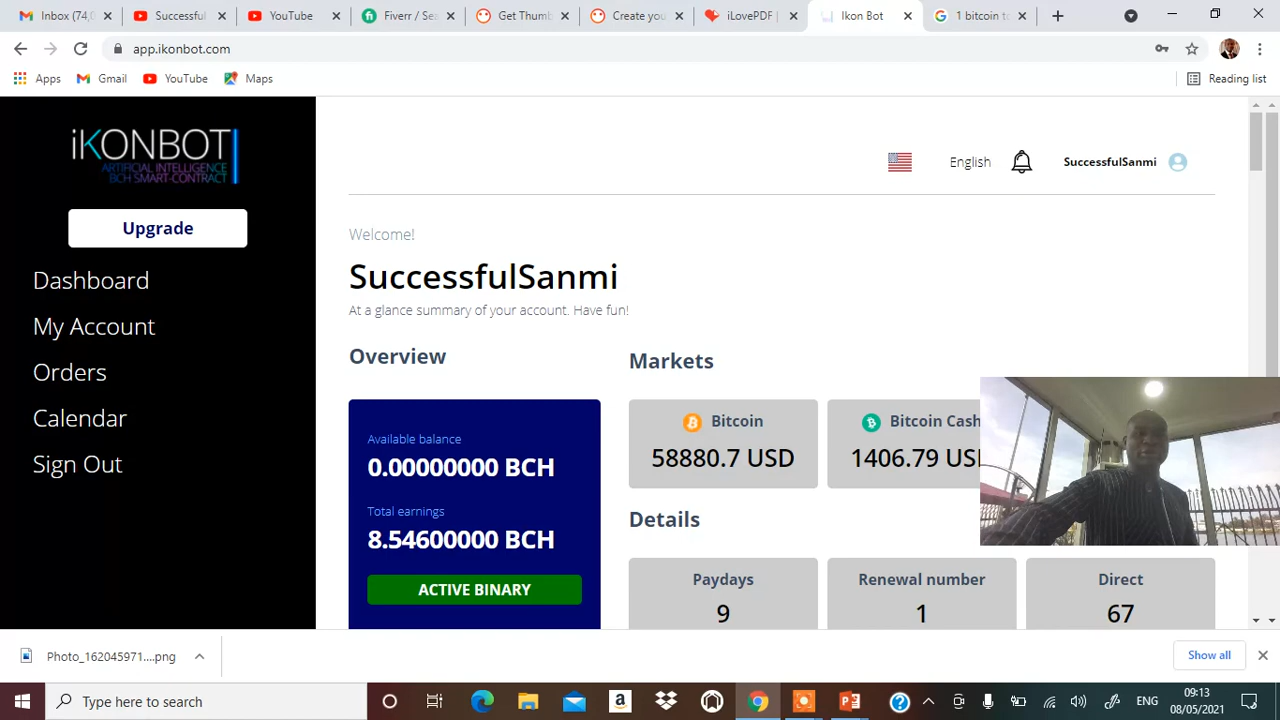 Inbox (74,0
Successful
YouTube
Fiverr / Sea
Get Thumb
Create you
iLovePDF |
Ikon Bot
1 bitcoin to
app.ikonbot.com
Apps
Gmail
YouTube
Maps
Reading list
iKONBOT
ARTIFICIAL INTELLIGENCE
BCH SMART-CONTRACT
Upgrade
Dashboard
My Account
Orders
Calendar
Sign Out
English
SuccessfulSanmi
Welcome!
SuccessfulSanmi
At a glance summary of your account. Have fun!
Overview
Available balance
0.00000000 BCH
Total earnings
8.54600000 BCH
ACTIVE BINARY
Markets
Bitcoin
58880.7 USD
Bitcoin Cash
1406.79 USD
Details
Paydays
9
Renewal number
1
Direct
67
Photo_162045971....png
Show all
Type here to search
ENG
09:13
08/05/2021